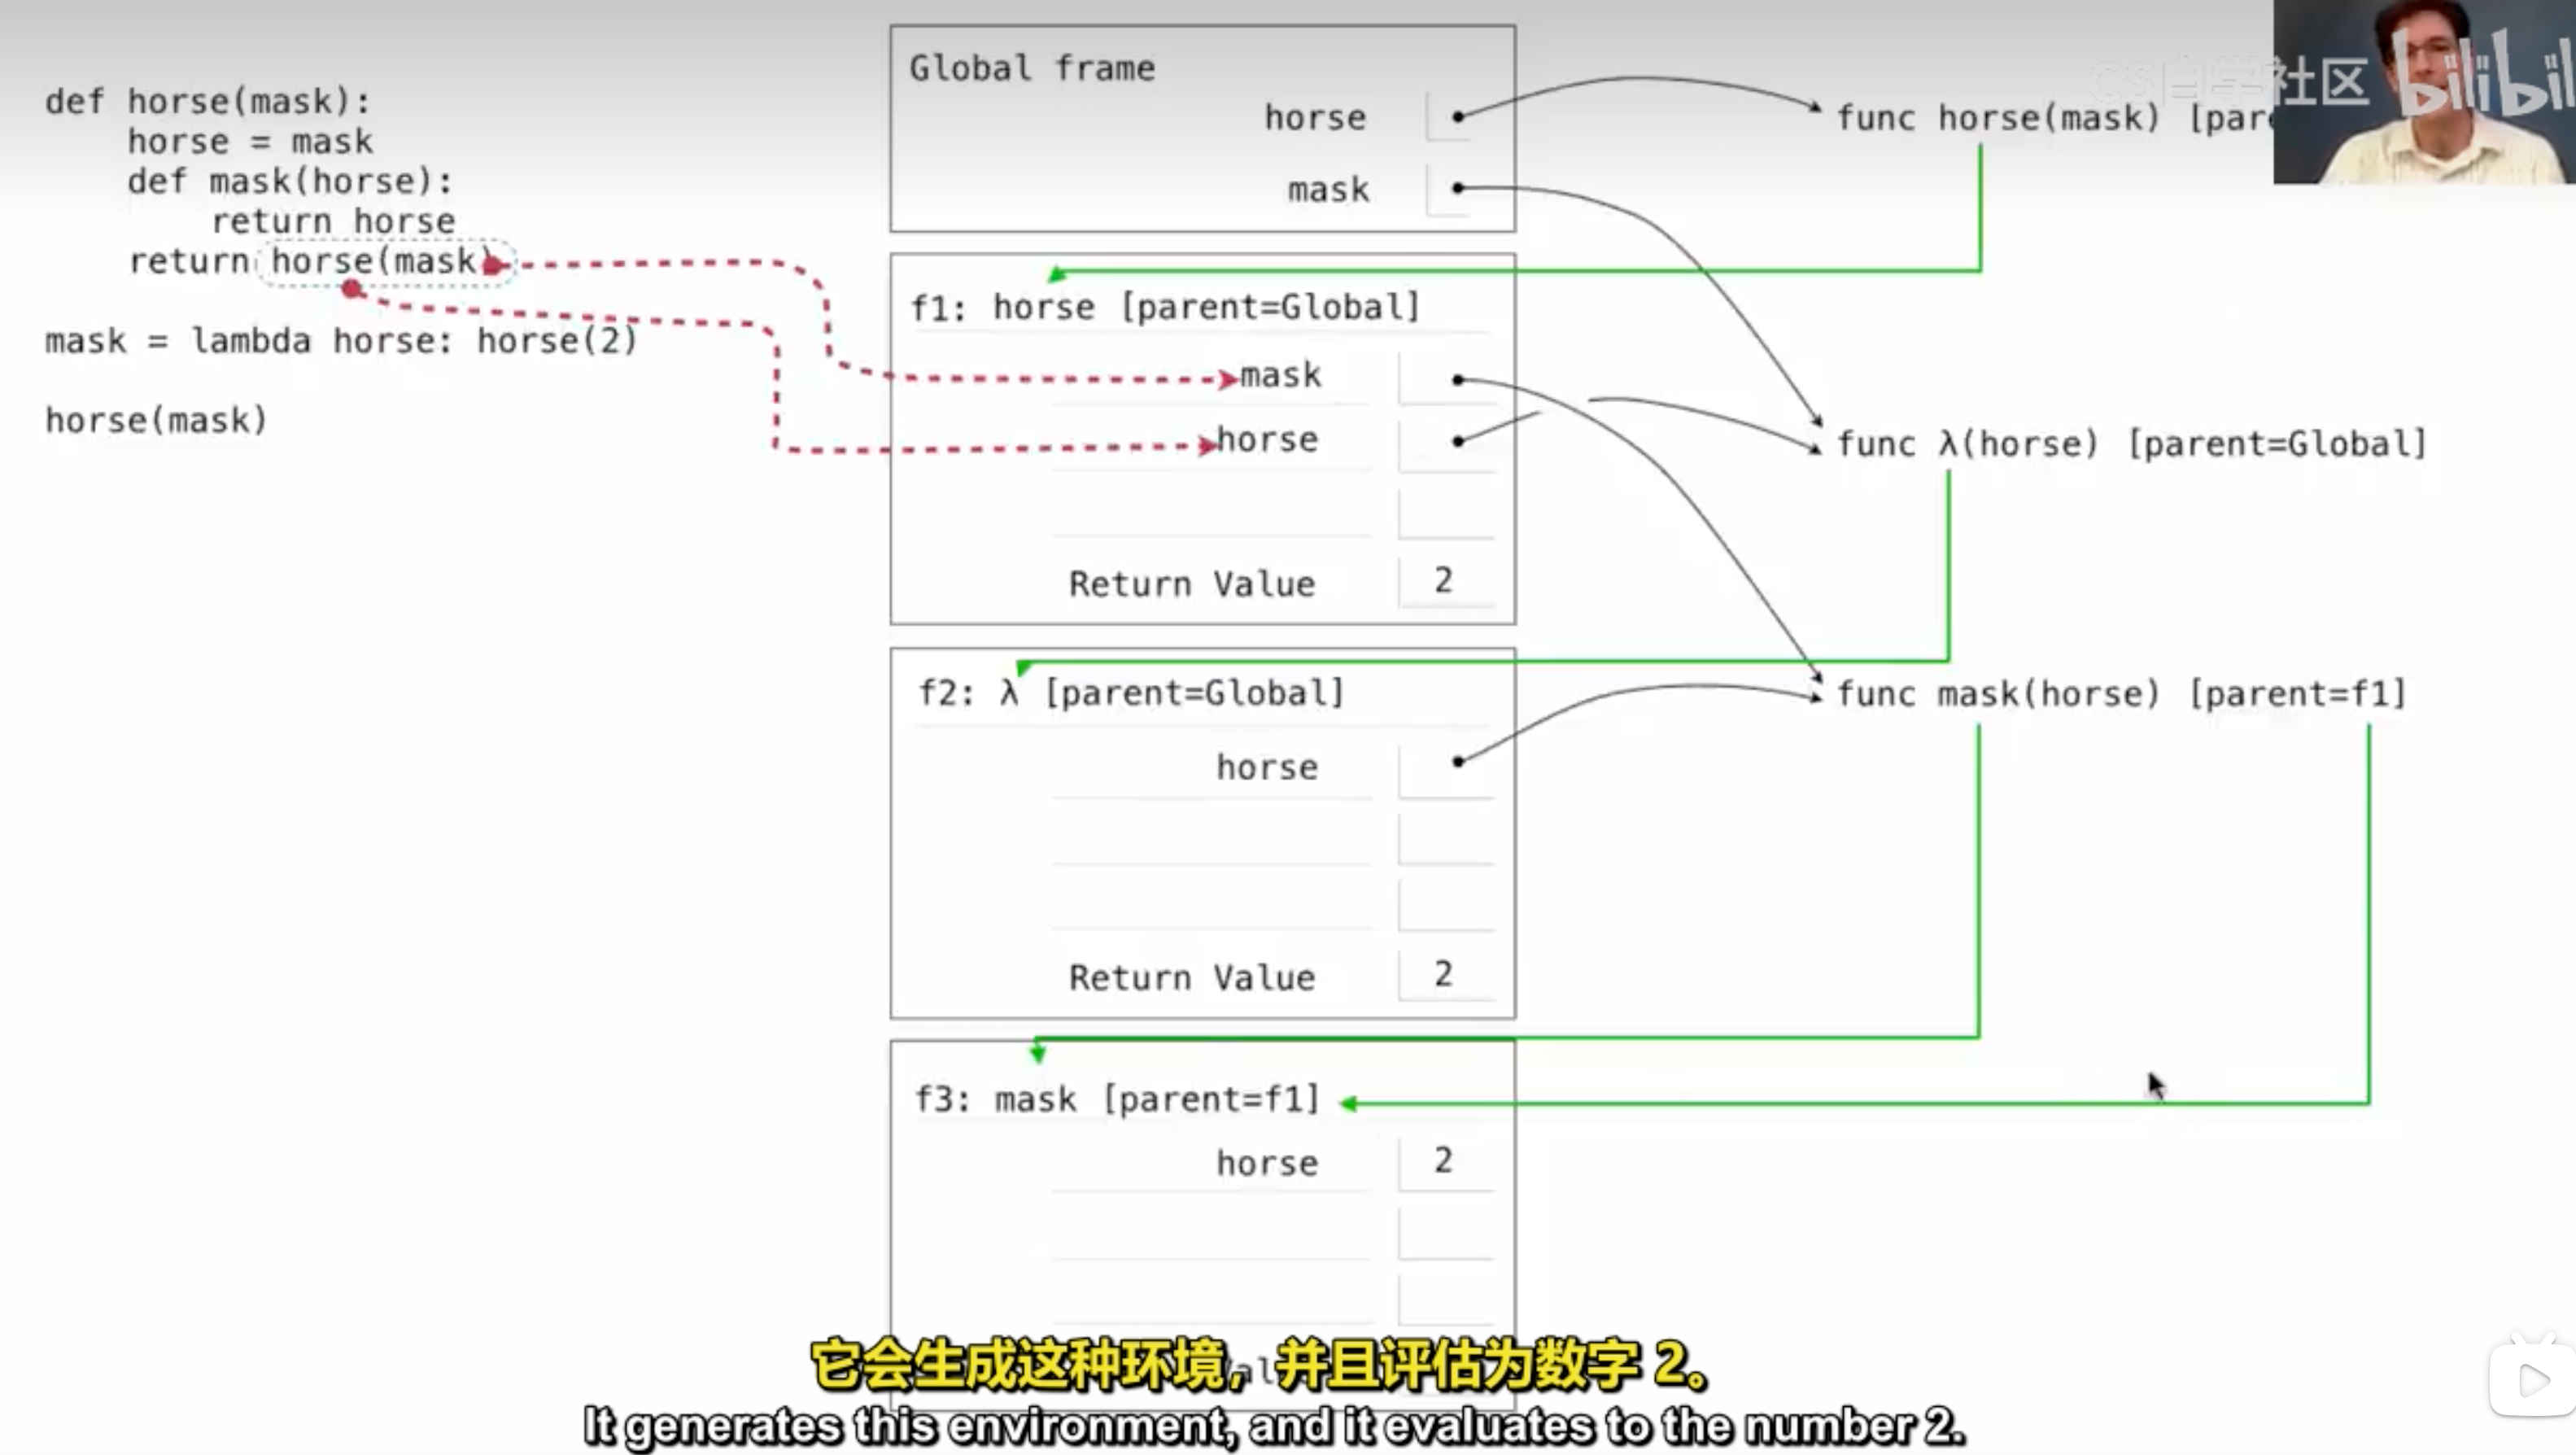 def horse(mask):
    horse = mask
    def mask(horse):
        return horse
    return horse(mask)
mask = lambda horse: horse(2)
horse(mask)
Global frame
horse
mask
f1: horse [parent=Global]
mask
horse
Return Value 2
f2: λ [parent=Global]
horse
Return Value 2
f3: mask [parent=f1]
horse 2
func horse(mask)
func λ(horse) [parent=Global]
func mask(horse) [parent=f1]
CS自学社区
bilibili
它会生成这种环境，并且评估为数字 2。
It generates this environment, and it evaluates to the number 2.